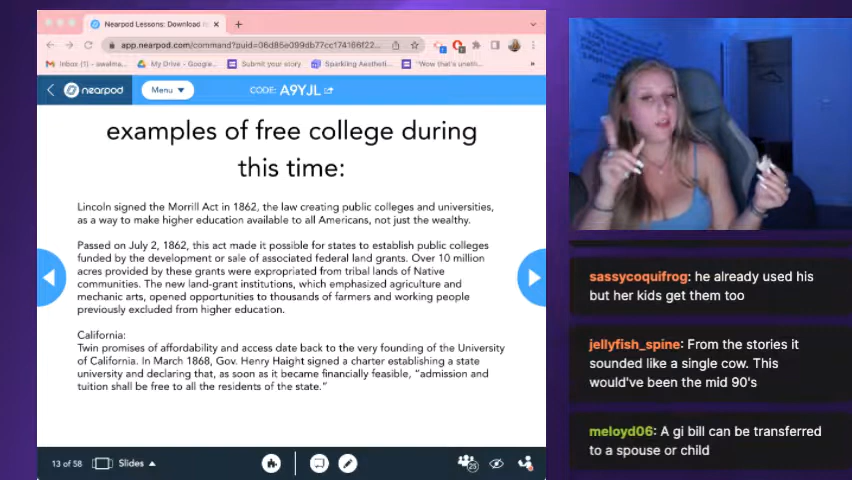 Nearpod Lessons: Download
app.nearpod.com/command?puid=06d85e099db77cc174166f22...
Inbox (1) - awalma...
My Drive - Google...
Submit your story
Sparkling Aestheti...
"Wow that's uneth...
nearpod
Menu
CODE: A9YJL
examples of free college during
this time:
Lincoln signed the Morrill Act in 1862, the law creating public colleges and universities,
as a way to make higher education available to all Americans, not just the wealthy.
Passed on July 2, 1862, this act made it possible for states to establish public colleges
funded by the development or sale of associated federal land grants. Over 10 million
acres provided by these grants were expropriated from tribal lands of Native
communities. The new land-grant institutions, which emphasized agriculture and
mechanic arts, opened opportunities to thousands of farmers and working people
previously excluded from higher education.
California:
Twin promises of affordability and access date back to the very founding of the University
of California. In March 1868, Gov. Henry Haight signed a charter establishing a state
university and declaring that, as soon as it became financially feasible, "admission and
tuition shall be free to all the residents of the state."
13 of 58
Slides
25
sassycoquifrog: he already used his
but her kids get them too
jellyfish_spine: From the stories it
sounded like a single cow. This
would've been the mid 90's
meloyd06: A gi bill can be transferred
to a spouse or child